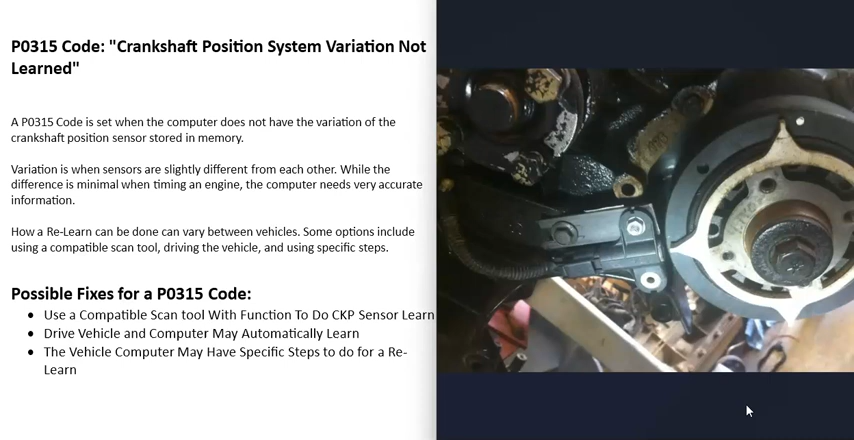 P0315 Code: "Crankshaft Position System Variation Not
Learned"
A P0315 Code is set when the computer does not have the variation of the
crankshaft position sensor stored in memory.
Variation is when sensors are slightly different from each other. While the
difference is minimal when timing an engine, the computer needs very accurate
information.
How a Re-Learn can be done can vary between vehicles. Some options include
using a compatible scan tool, driving the vehicle, and using specific steps.
Possible Fixes for a P0315 Code:
• Use a Compatible Scan tool With Function To Do CKP Sensor Learn
• Drive Vehicle and Computer May Automatically Learn
• The Vehicle Computer May Have Specific Steps to do for a Re-
Learn